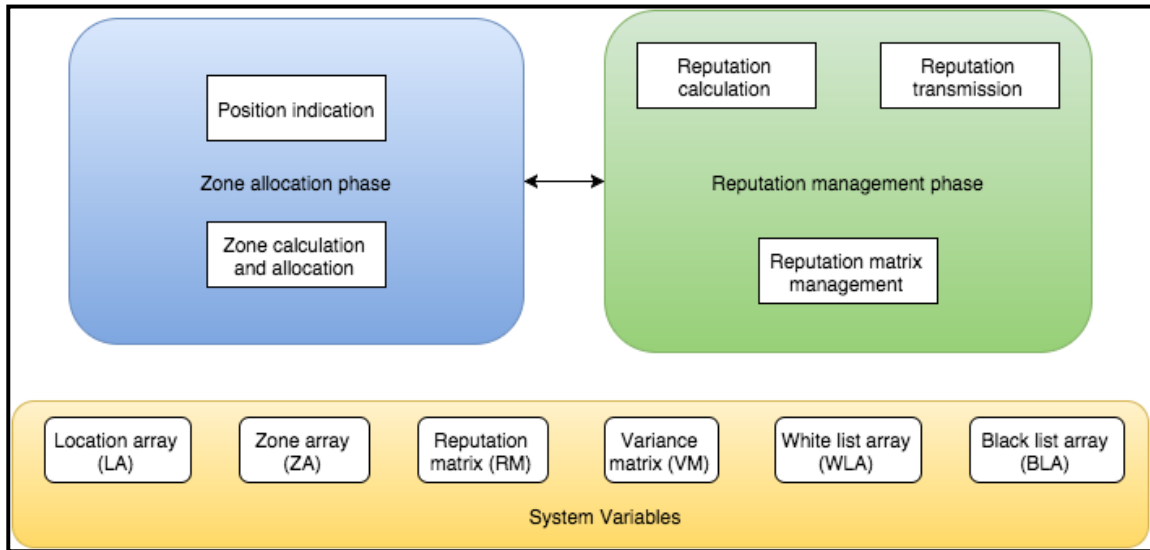 Position indication
Zone allocation phase
Zone calculation
and allocation
Reputation
calculation
Reputation
transmission
Reputation management phase
Reputation matrix
management
Location array
(LA)
Zone array
(ZA)
Reputation
matrix (RM)
Variance
matrix (VM)
White list array
(WLA)
Black list array
(BLA)
System Variables